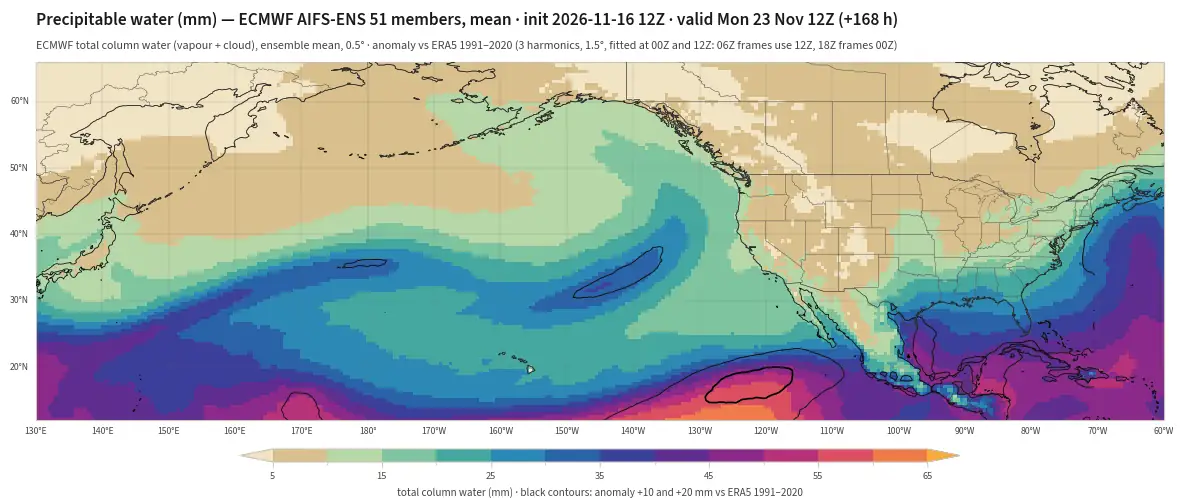 Precipitable water (mm) — ECMWF AIFS-ENS 51 members, mean · init 2026-11-16 12Z · valid Mon 23 Nov 12Z (+168 h)
ECMWF total column water (vapour + cloud), ensemble mean, 0.5° · anomaly vs ERA5 1991–2020 (3 harmonics, 1.5°, fitted at 00Z and 12Z: 06Z frames use 12Z, 18Z frames 00Z)
60°N
50°N
40°N
30°N
20°N
130°E 140°E 150°E 160°E 170°E 180° 170°W 160°W 150°W 140°W 130°W 120°W 110°W 100°W 90°W 80°W 70°W 60°W
5 15 25 35 45 55 65
total column water (mm) · black contours: anomaly +10 and +20 mm vs ERA5 1991–2020